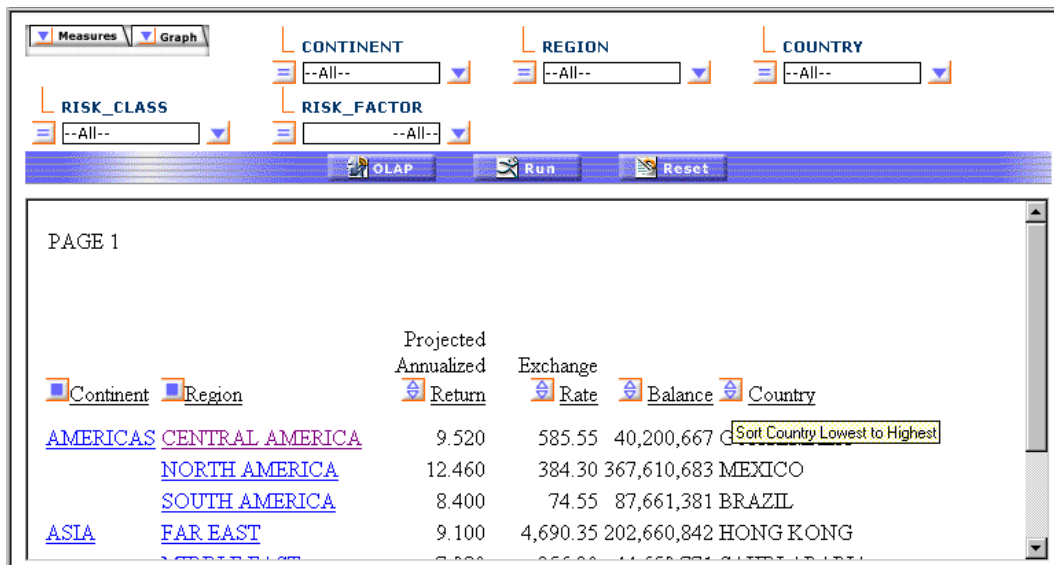 Measures Graph
CONTINENT REGION COUNTRY
--All-- --All-- --All--
RISK_CLASS RISK_FACTOR
--All-- --All--
OLAP Run Reset
PAGE 1
Projected
Annualized Exchange
Continent Region Return Rate Balance Country
AMERICAS CENTRAL AMERICA 9.520 585.55 40,200,667
Sort Country Lowest to Highest
NORTH AMERICA 12.460 384.30 367,610,683 MEXICO
SOUTH AMERICA 8.400 74.55 87,661,381 BRAZIL
ASIA FAR EAST 9.100 4,690.35 202,660,842 HONG KONG